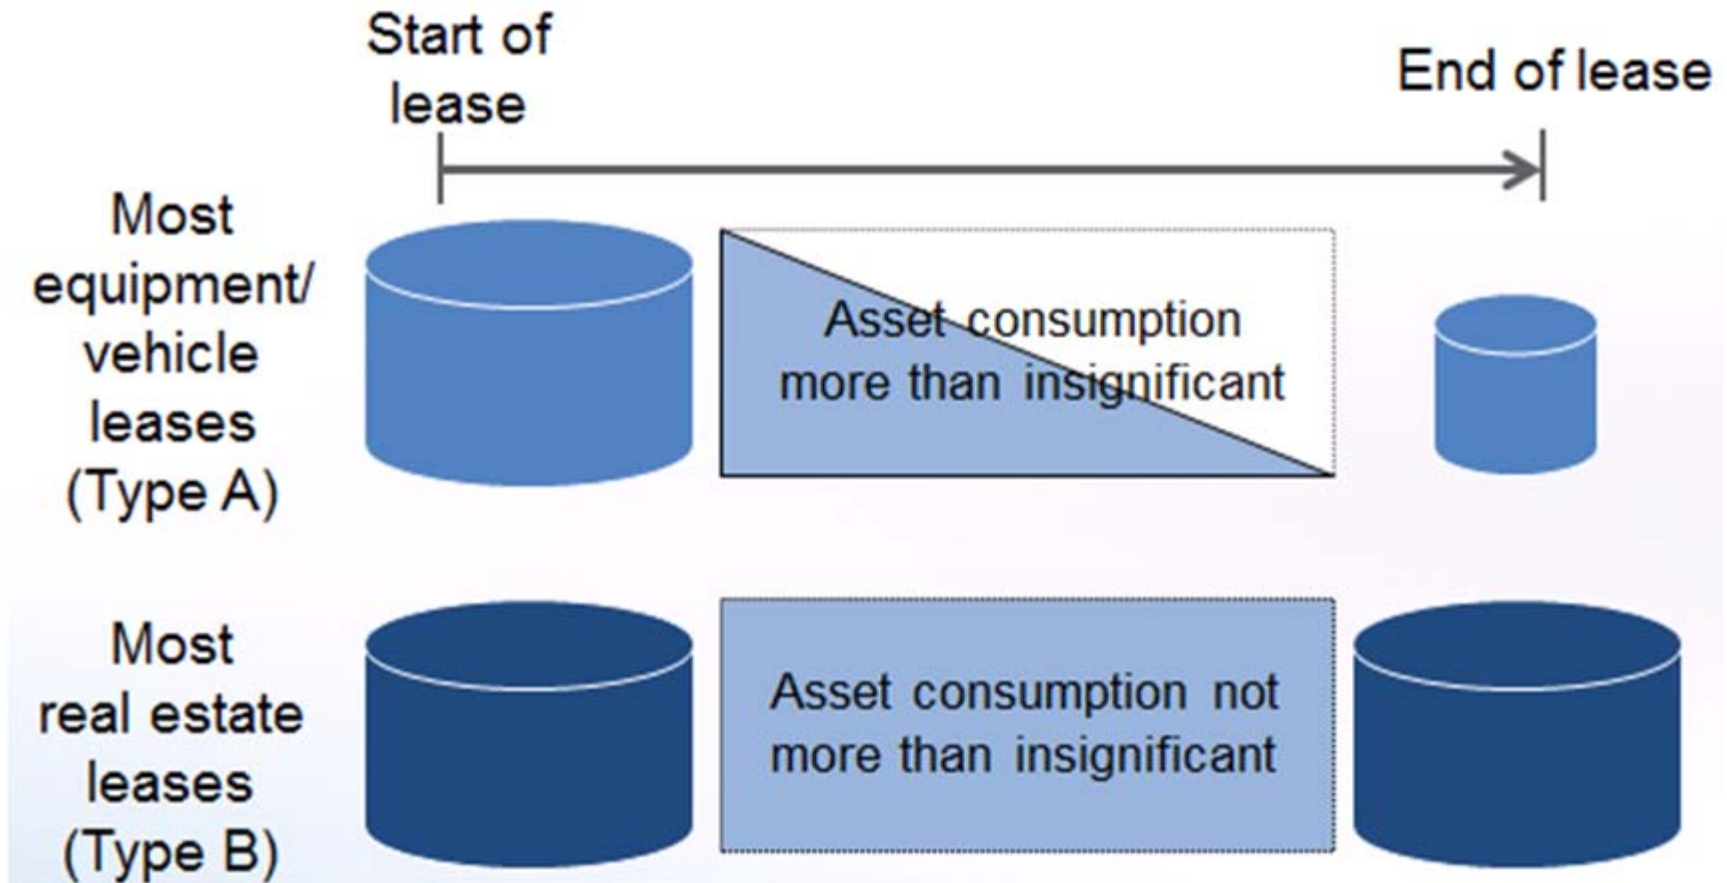 Start of
lease
End of lease
Most
equipment/
vehicle
leases
(Type A)
Asset consumption
more than insignificant
Most
real estate
leases
(Type B)
Asset consumption not
more than insignificant